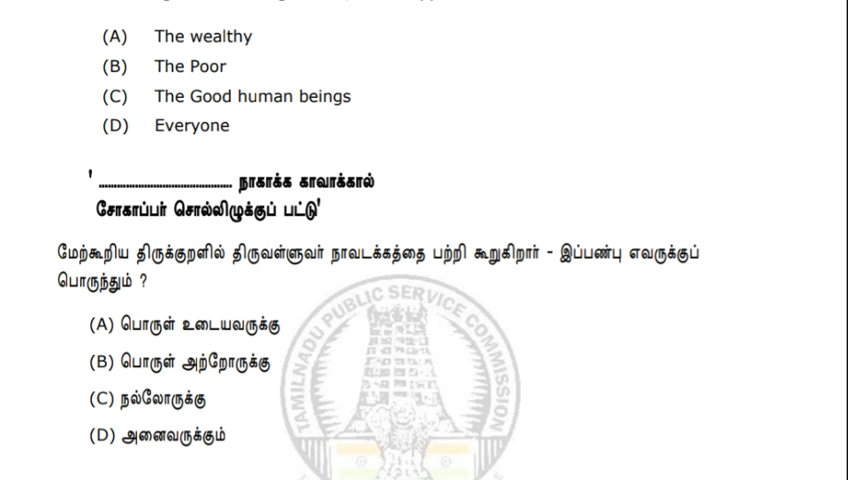 (A) The wealthy
(B) The Poor
(C) The Good human beings
(D) Everyone
' ............................................ நாகாக்க காவாக்கால்
சோகாப்பர் சொல்லிழுக்குப் பட்டு'
மேற்கூறிய திருக்குறளில் திருவள்ளுவர் நாவடக்கத்தை பற்றி கூறுகிறார் - இப்பண்பு எவருக்குப்
பொருந்தும் ?
(A) பொருள் உடையவருக்கு
(B) பொருள் அற்றோருக்கு
(C) நல்லோருக்கு
(D) அனைவருக்கும்
TAMILNADU PUBLIC SERVICE COMMISSION